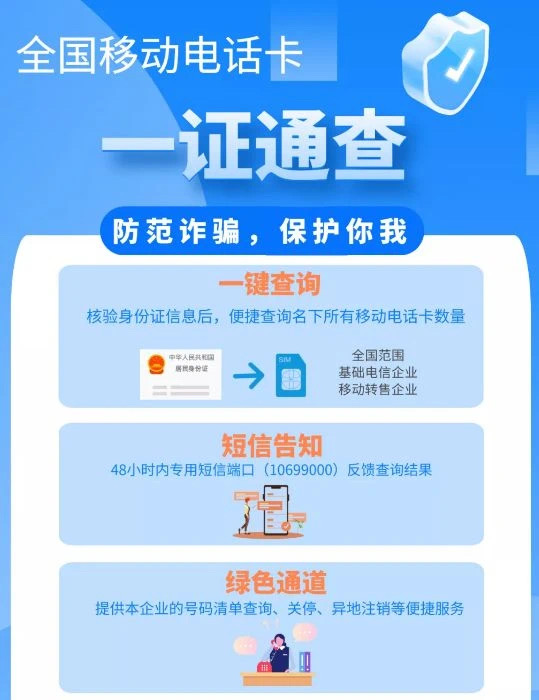 全国移动电话卡
一证通查
防范诈骗，保护你我
一键查询
核验身份证信息后，便捷查询名下所有移动电话卡数量
中华人民共和国
居民身份证
SIM
全国范围
基础电信企业
移动转售企业
短信告知
48小时内专用短信端口（10699000）反馈查询结果
绿色通道
提供本企业的号码清单查询、关停、异地注销等便捷服务